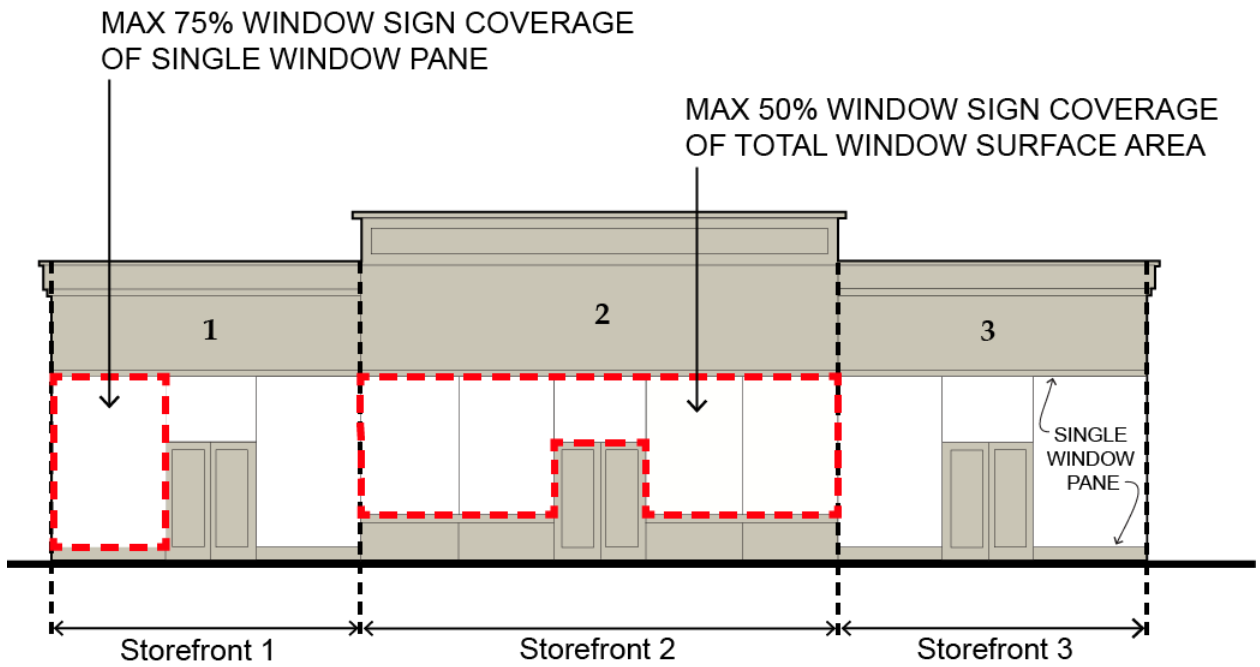 MAX 75% WINDOW SIGN COVERAGE
OF SINGLE WINDOW PANE
MAX 50% WINDOW SIGN COVERAGE
OF TOTAL WINDOW SURFACE AREA
1
2
3
SINGLE
WINDOW
PANE
Storefront 1
Storefront 2
Storefront 3